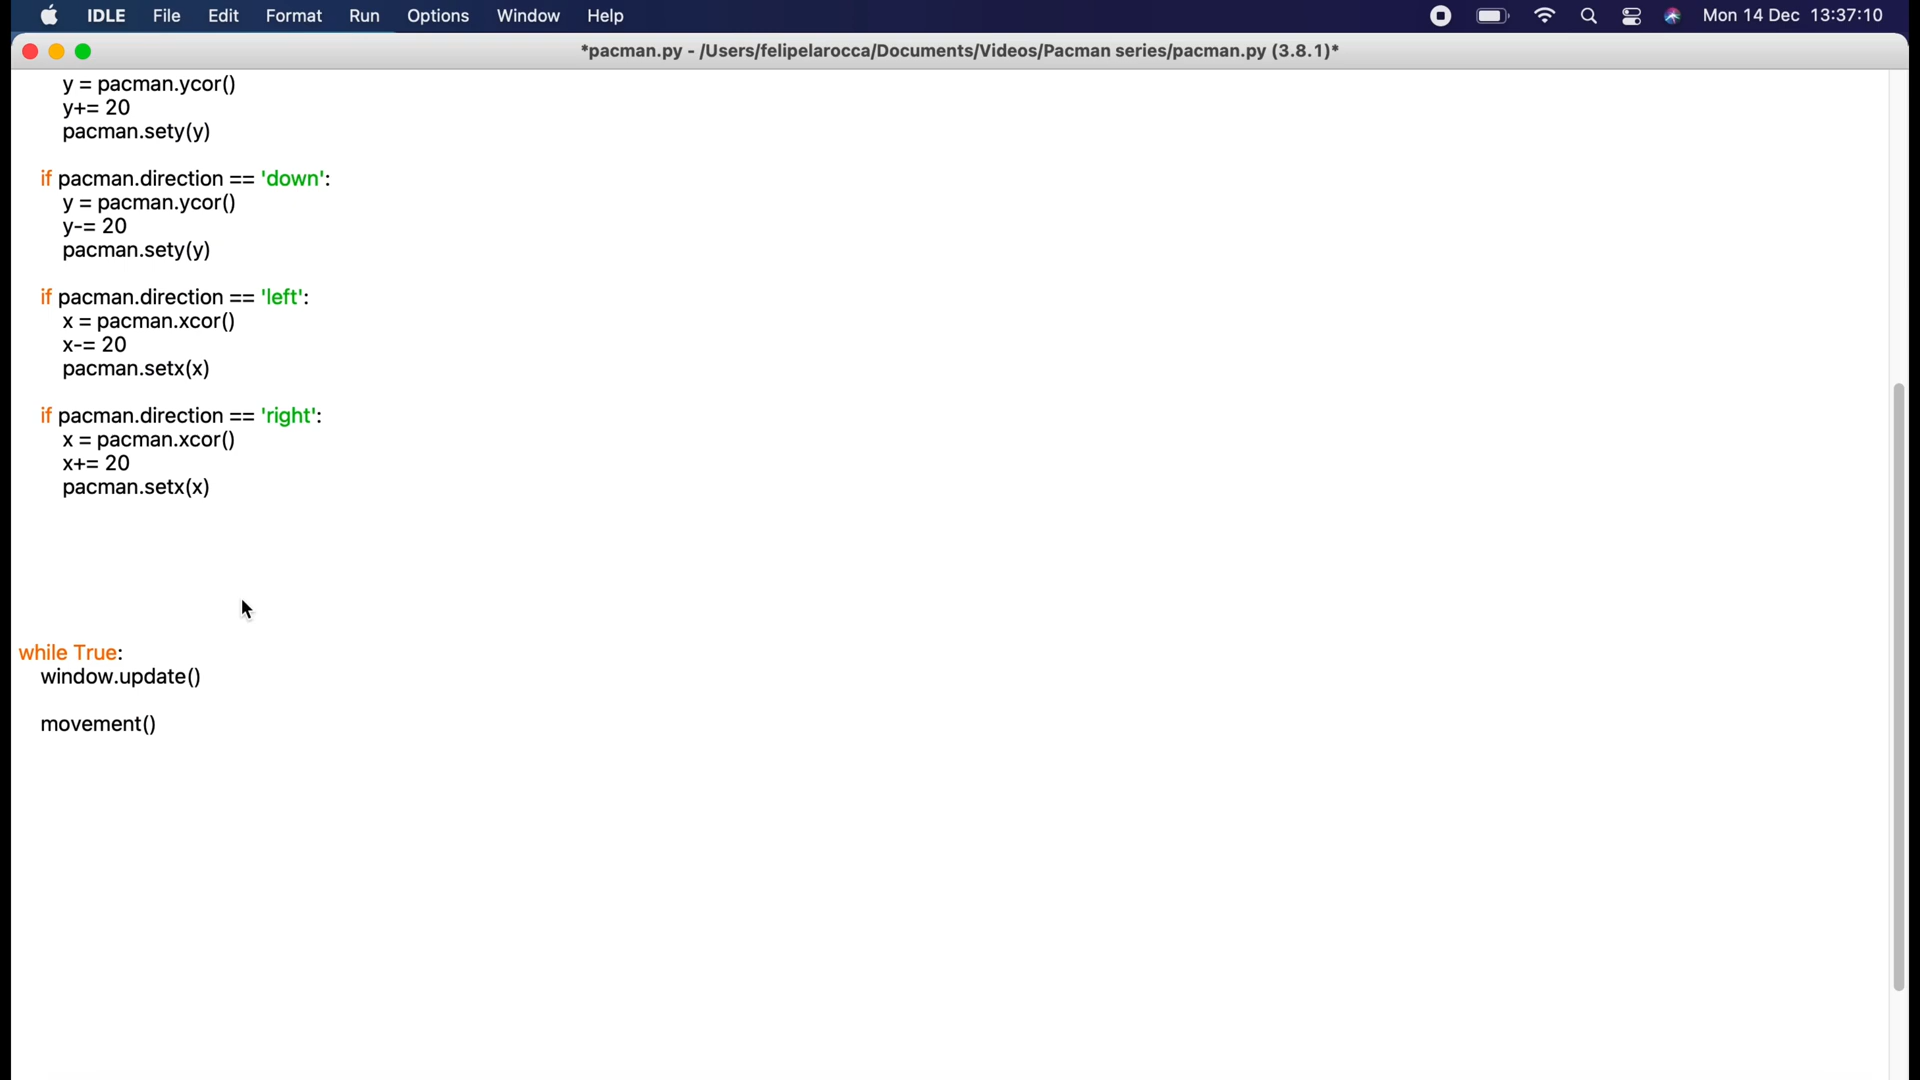 IDLE File Edit Format Run Options Window Help Mon 14 Dec 13:37:10
*pacman.py - /Users/felipelarocca/Documents/Videos/Pacman series/pacman.py (3.8.1)*
y = pacman.ycor()
y+= 20
pacman.sety(y)
if pacman.direction == 'down':
y = pacman.ycor()
y-= 20
pacman.sety(y)
if pacman.direction == 'left':
x = pacman.xcor()
x-= 20
pacman.setx(x)
if pacman.direction == 'right':
x = pacman.xcor()
x+= 20
pacman.setx(x)
while True:
window.update()
movement()